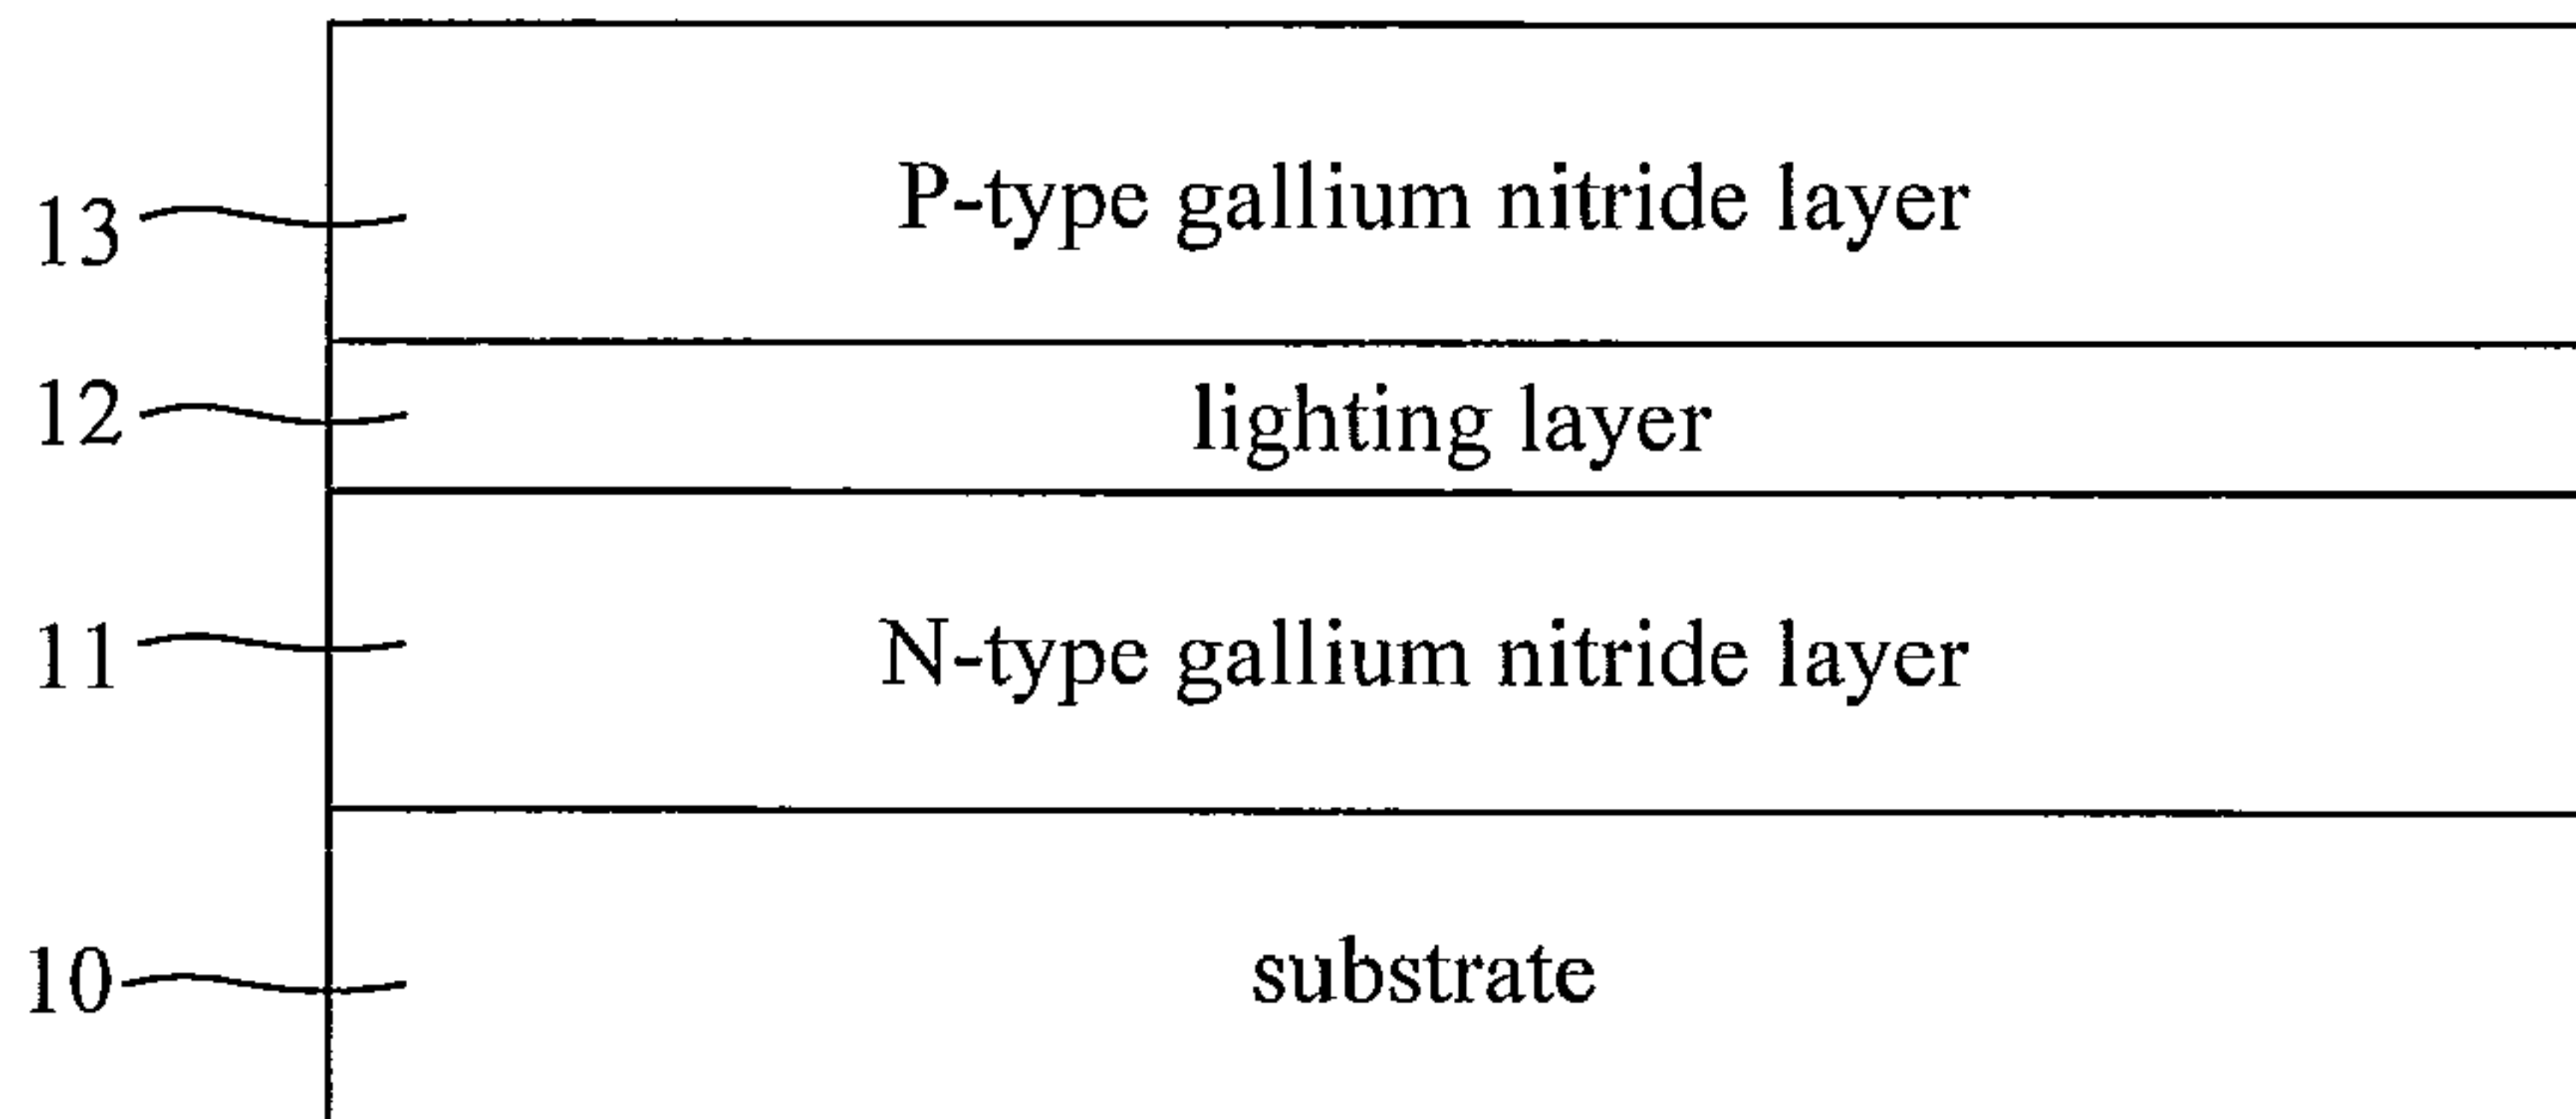 13 P-type gallium nitride layer
12 lighting layer
11 N-type gallium nitride layer
10 substrate